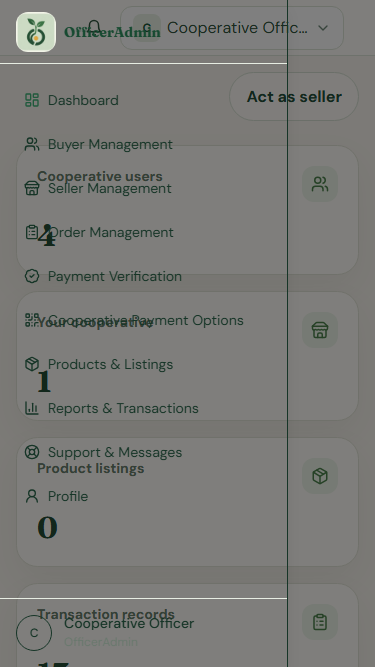 OfficerAdmin
C
Cooperative Offic...
Dashboard
Act as seller
Buyer Management
Cooperative users
Seller Management
Order Management
4
Payment Verification
Cooperative Payment Options
Your cooperative
Products & Listings
1
Reports & Transactions
Support & Messages
Product listings
Profile
0
Transaction records
C
Cooperative Officer
OfficerAdmin